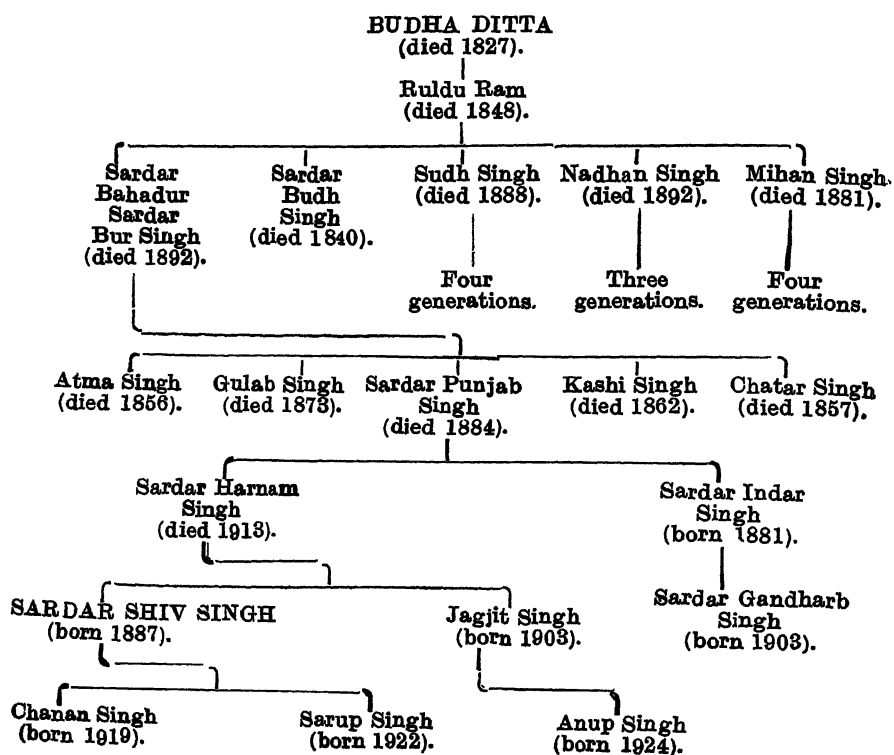 BUDHA DITTA
(died 1827).
Ruldu Ram
(died 1848).
Sardar
Bahadur
Sardar
Bur Singh
(died 1892).
Sardar
Budh
Singh
(died 1840).
Sudh Singh
(died 1888).
Nadhan Singh
(died 1892).
Mihan Singh.
(died 1881).
Four
generations.
Three
generations.
Four
generations.
Atma Singh
(died 1856).
Gulab Singh
(died 1873).
Sardar Punjab
Singh
(died 1884).
Kashi Singh
(died 1862).
Chatar Singh
(died 1857).
Sardar Harnam
Singh
(died 1913).
Sardar Indar
Singh
(born 1881).
SARDAR SHIV SINGH
(born 1887).
Jagjit Singh
(born 1903).
Sardar Gandharb
Singh
(born 1903).
Chanan Singh
(born 1919).
Sarup Singh
(born 1922).
Anup Singh
(born 1924).